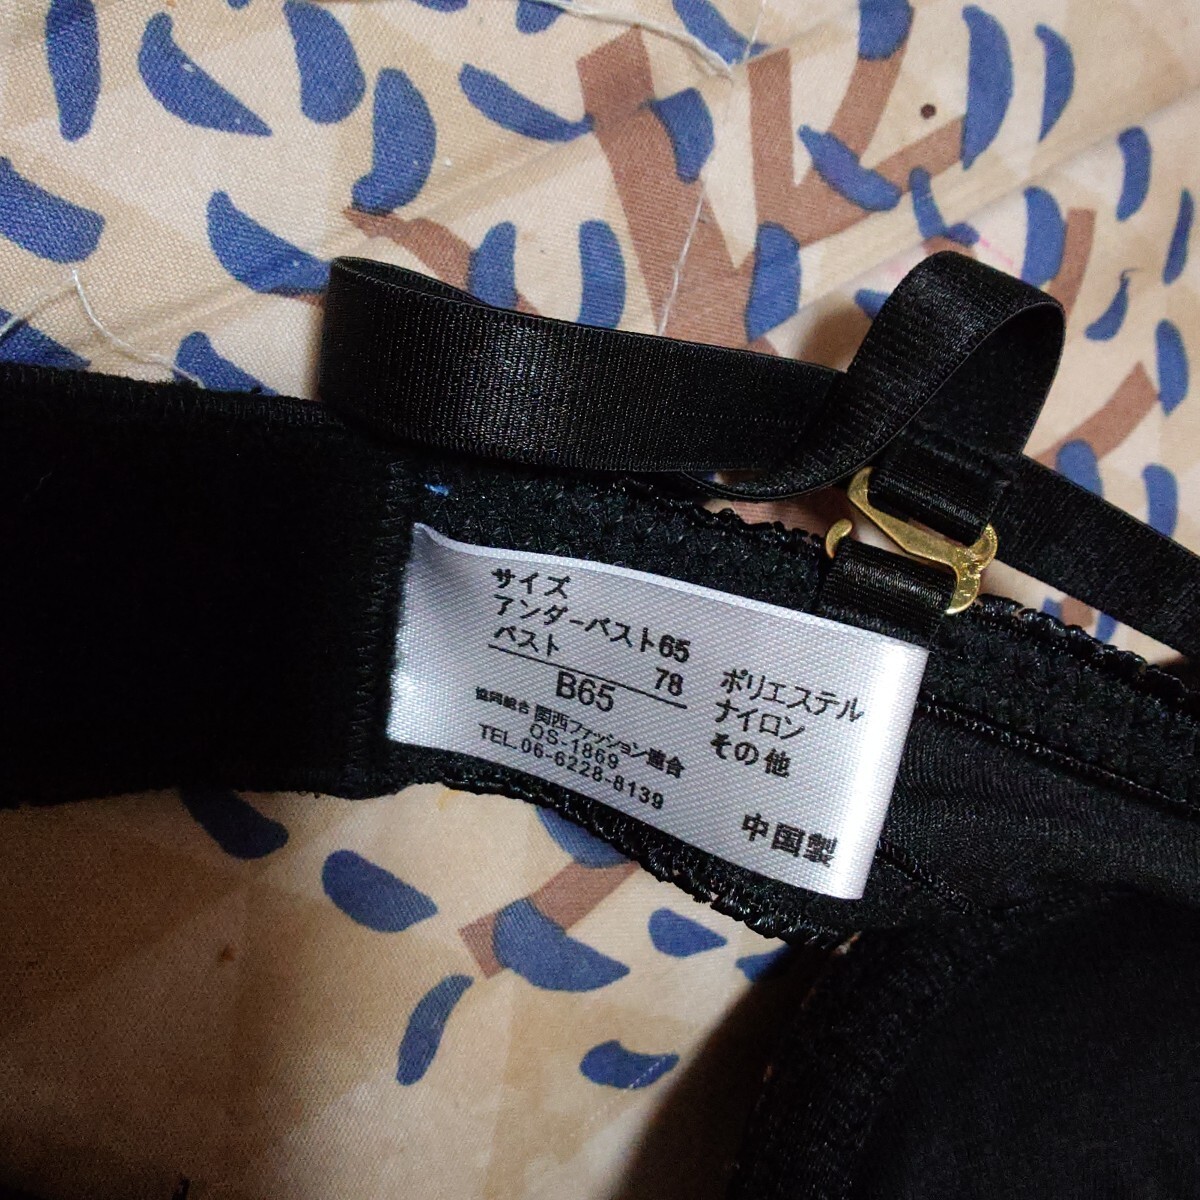 サイズ
アンダーバスト65
バスト 78
B65
協同組合 関西ファッション連合
OS-1869
TEL.06-6228-8139
ポリエステル
ナイロン
その他
中国製